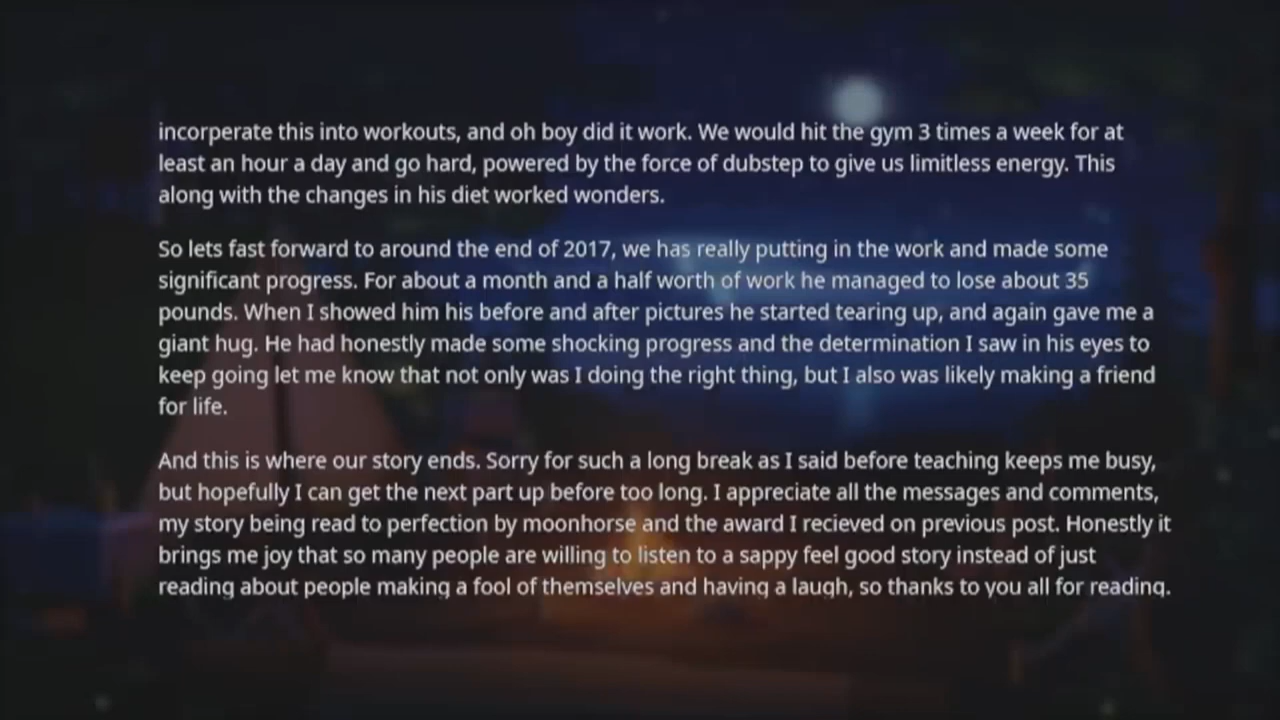 incorperate this into workouts, and oh boy did it work. We would hit the gym 3 times a week for at
least an hour a day and go hard, powered by the force of dubstep to give us limitless energy. This
along with the changes in his diet worked wonders.
So lets fast forward to around the end of 2017, we has really putting in the work and made some
significant progress. For about a month and a half worth of work he managed to lose about 35
pounds. When I showed him his before and after pictures he started tearing up, and again gave me a
giant hug. He had honestly made some shocking progress and the determination I saw in his eyes to
keep going let me know that not only was I doing the right thing, but I also was likely making a friend
for life.
And this is where our story ends. Sorry for such a long break as I said before teaching keeps me busy,
but hopefully I can get the next part up before too long. I appreciate all the messages and comments,
my story being read to perfection by moonhorse and the award I recieved on previous post. Honestly it
brings me joy that so many people are willing to listen to a sappy feel good story instead of just
reading about people making a fool of themselves and having a laugh, so thanks to you all for reading.